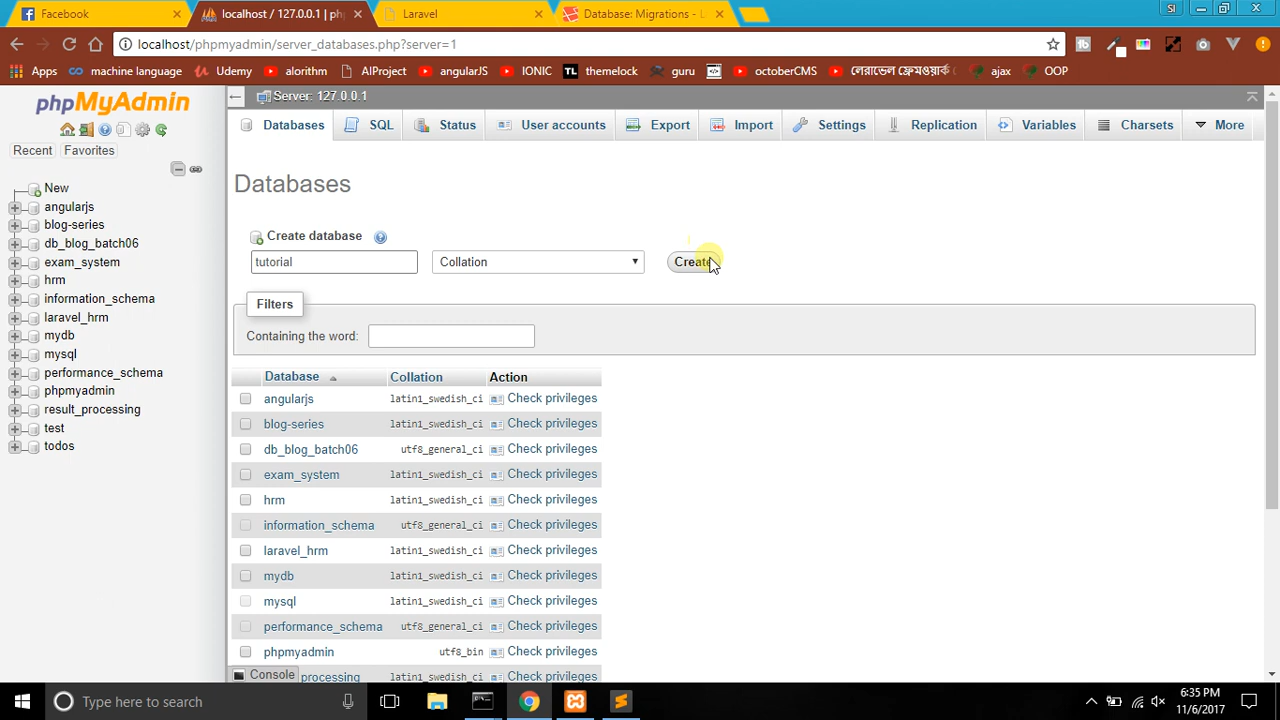 Facebook
localhost / 127.0.0.1 | ph
Laravel
Database: Migrations - L
SI
localhost/phpmyadmin/server_databases.php?server=1
Apps
machine language
Udemy
alorithm
AIProject
angularJS
IONIC
TL themelock
guru
octoberCMS
লারাভেল ফ্রেমওয়ার্ক
ajax
OOP
phpMyAdmin
Recent
Favorites
New
angularjs
blog-series
db_blog_batch06
exam_system
hrm
information_schema
laravel_hrm
mydb
mysql
performance_schema
phpmyadmin
result_processing
test
todos
Server: 127.0.0.1
Databases
SQL
Status
User accounts
Export
Import
Settings
Replication
Variables
Charsets
More
Databases
Create database
tutorial
Collation
Create
Filters
Containing the word:
Database Collation Action
angularjs latin1_swedish_ci Check privileges
blog-series latin1_swedish_ci Check privileges
db_blog_batch06 utf8_general_ci Check privileges
exam_system latin1_swedish_ci Check privileges
hrm latin1_swedish_ci Check privileges
information_schema utf8_general_ci Check privileges
laravel_hrm latin1_swedish_ci Check privileges
mydb latin1_swedish_ci Check privileges
mysql latin1_swedish_ci Check privileges
performance_schema utf8_general_ci Check privileges
phpmyadmin utf8_bin Check privileges
processing latin1_swedish_ci Check privileges
Console
Type here to search
6:35 PM
11/6/2017